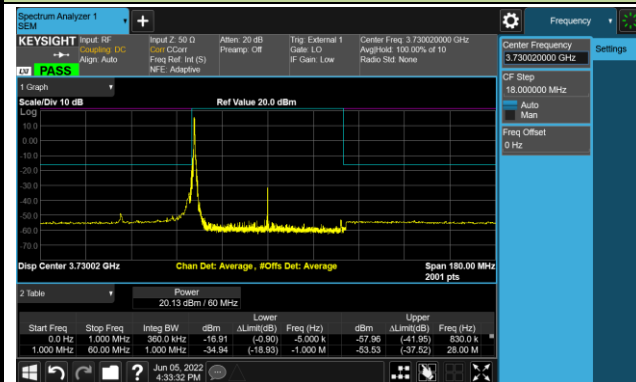 Spectrum Analyzer 1
SEM
Frequency
KEYSIGHT
Input: RF
Coupling: DC
Align: Auto
Input Z: 50 Ω
Corr CCorr
Freq Ref: Int (S)
NFE: Adaptive
Atten: 20 dB
Preamp: Off
Trig: External 1
Gate: LO
IF Gain: Low
Center Freq: 3.730020000 GHz
Avg|Hold: 100.00% of 10
Radio Std: None
PASS
Center Frequency
3.730020000 GHz
Settings
CF Step
18.000000 MHz
Auto
Man
Freq Offset
0 Hz
1 Graph
Scale/Div 10 dB
Ref Value 20.0 dBm
Log
10.0
0.00
-10.0
-20.0
-30.0
-40.0
-50.0
-60.0
-70.0
Disp Center 3.73002 GHz
Chan Det: Average, #Offs Det: Average
Span 180.00 MHz
2001 pts
2 Table
Power
20.13 dBm / 60 MHz
Lower Upper
Start Freq Stop Freq Integ BW dBm ΔLimit(dB) Freq (Hz) dBm ΔLimit(dB) Freq (Hz)
0.0 Hz 1.000 MHz 360.0 kHz -16.91 (-0.90) -5.000 k -57.96 (-41.95) 830.0 k
1.000 MHz 60.00 MHz 1.000 MHz -34.94 (-18.93) -1.000 M -53.53 (-37.52) 28.00 M
?
Jun 05, 2022
4:33:32 PM